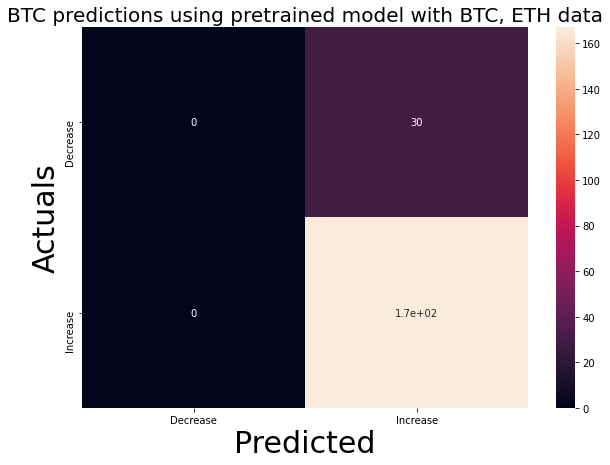 BTC predictions using pretrained model with BTC, ETH data
Actuals
Decrease
0
30
Increase
0
1.7e+02
Decrease
Increase
Predicted
160
140
120
100
80
60
40
20
0